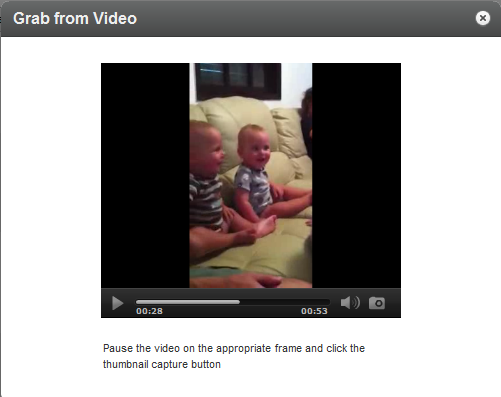 Grab from Video
00:28 00:53
Pause the video on the appropriate frame and click the
thumbnail capture button